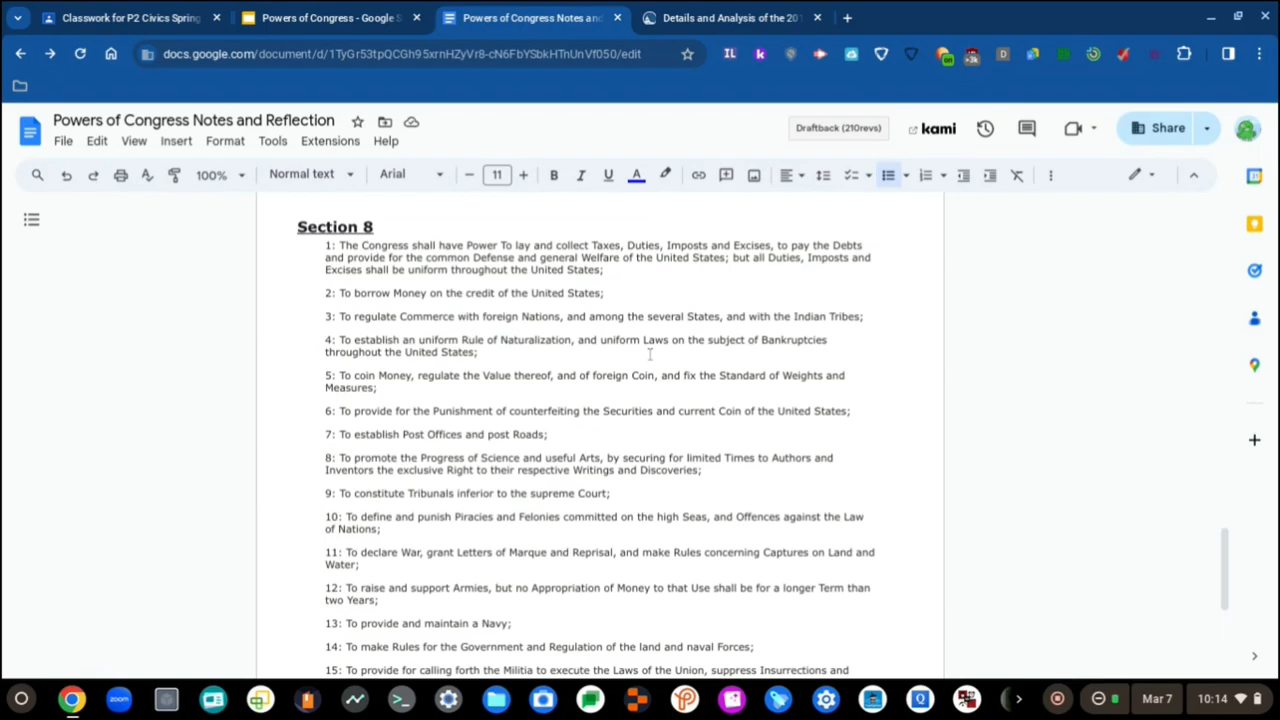 Classwork for P2 Civics Spring
Powers of Congress - Google S
Powers of Congress Notes and
Details and Analysis of the 201
docs.google.com/document/d/1TyGr53tpQCGh95xrnHZyVr8-cN6FbYSbkHTnUnVf050/edit
Powers of Congress Notes and Reflection
Draftback (210revs)
kami
Share
File Edit View Insert Format Tools Extensions Help
100% Normal text Arial 11
Section 8
1: The Congress shall have Power To lay and collect Taxes, Duties, Imposts and Excises, to pay the Debts
and provide for the common Defense and general Welfare of the United States; but all Duties, Imposts and
Excises shall be uniform throughout the United States;
2: To borrow Money on the credit of the United States;
3: To regulate Commerce with foreign Nations, and among the several States, and with the Indian Tribes;
4: To establish an uniform Rule of Naturalization, and uniform Laws on the subject of Bankruptcies
throughout the United States;
5: To coin Money, regulate the Value thereof, and of foreign Coin, and fix the Standard of Weights and
Measures;
6: To provide for the Punishment of counterfeiting the Securities and current Coin of the United States;
7: To establish Post Offices and post Roads;
8: To promote the Progress of Science and useful Arts, by securing for limited Times to Authors and
Inventors the exclusive Right to their respective Writings and Discoveries;
9: To constitute Tribunals inferior to the supreme Court;
10: To define and punish Piracies and Felonies committed on the high Seas, and Offences against the Law
of Nations;
11: To declare War, grant Letters of Marque and Reprisal, and make Rules concerning Captures on Land and
Water;
12: To raise and support Armies, but no Appropriation of Money to that Use shall be for a longer Term than
two Years;
13: To provide and maintain a Navy;
14: To make Rules for the Government and Regulation of the land and naval Forces;
15: To provide for calling forth the Militia to execute the Laws of the Union, suppress Insurrections and
zoom
Mar 7
10:14